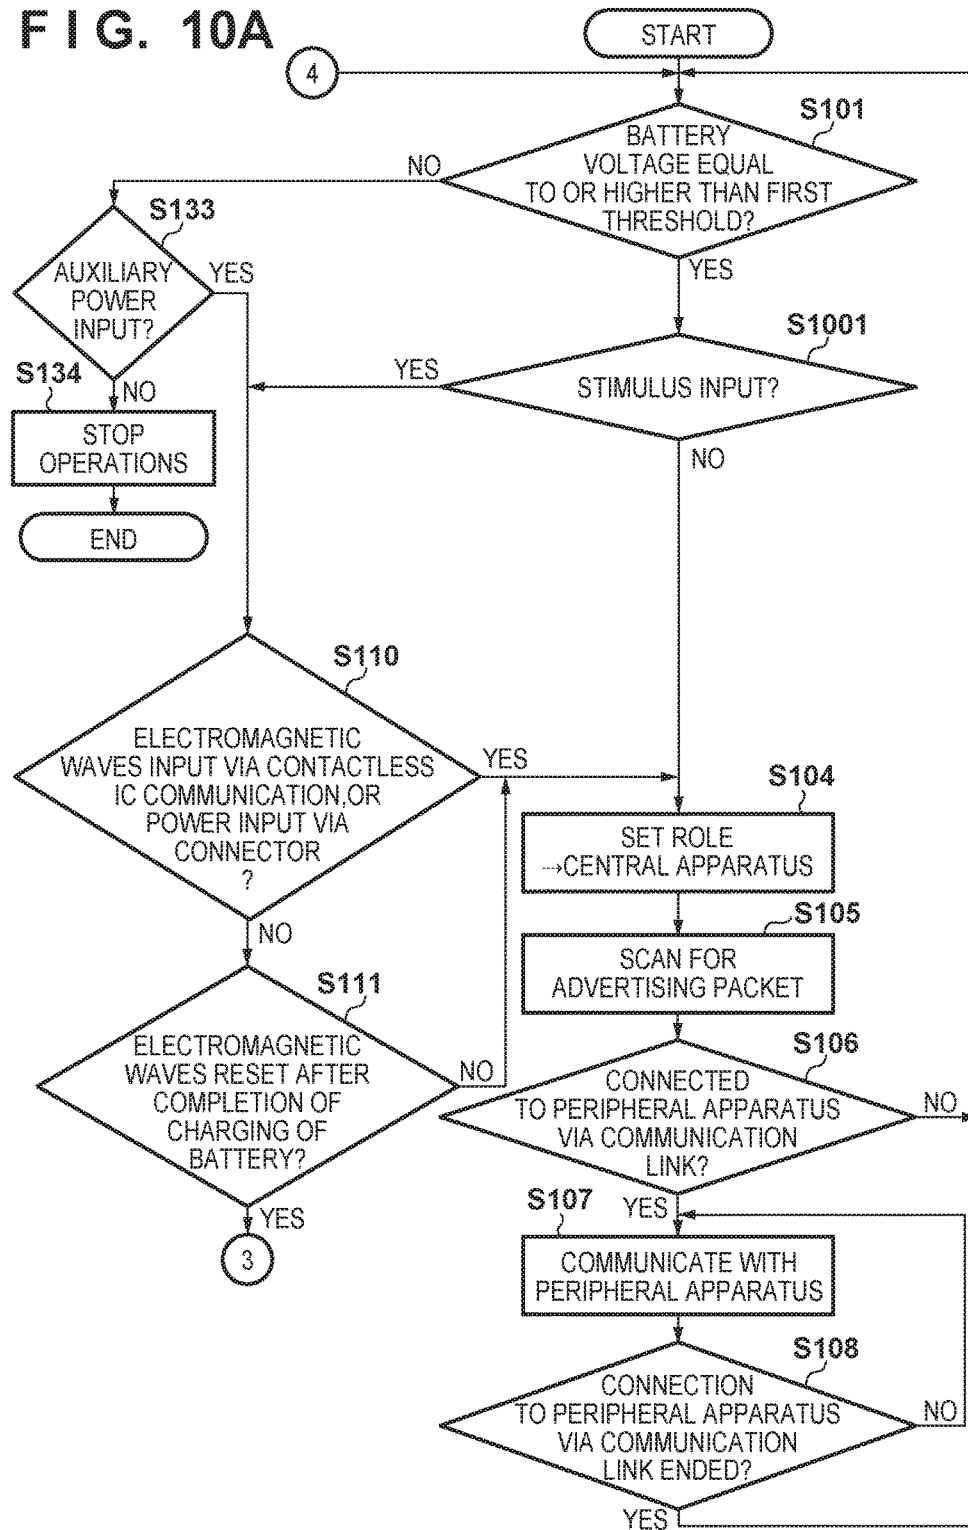 FIG. 10A
START
4
S101
BATTERY
VOLTAGE EQUAL
TO OR HIGHER THAN FIRST
THRESHOLD?
NO
YES
S133
AUXILIARY
POWER
INPUT?
YES
NO
S134
STOP
OPERATIONS
END
S1001
STIMULUS INPUT?
YES
NO
S110
ELECTROMAGNETIC
WAVES INPUT VIA CONTACTLESS
IC COMMUNICATION,OR
POWER INPUT VIA
CONNECTOR
?
YES
NO
S111
ELECTROMAGNETIC
WAVES RESET AFTER
COMPLETION OF
CHARGING OF
BATTERY?
NO
YES
3
S104
SET ROLE
→CENTRAL APPARATUS
S105
SCAN FOR
ADVERTISING PACKET
S106
CONNECTED
TO PERIPHERAL APPARATUS
VIA COMMUNICATION
LINK?
NO
YES
S107
COMMUNICATE WITH
PERIPHERAL APPARATUS
S108
CONNECTION
TO PERIPHERAL APPARATUS
VIA COMMUNICATION
LINK ENDED?
NO
YES